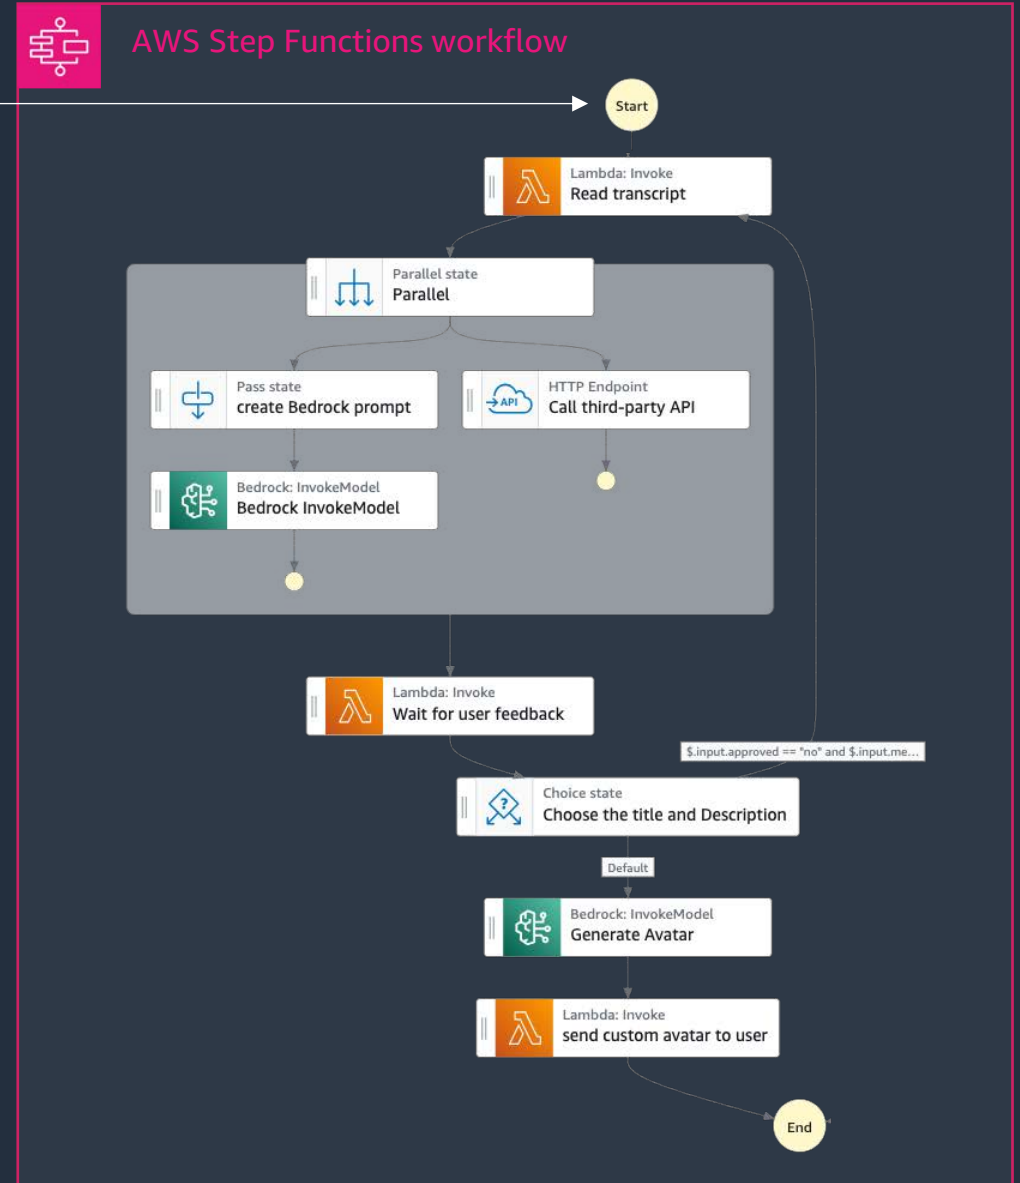 AWS Step Functions workflow
Start
Lambda: Invoke
Read transcript
Parallel state
Parallel
Pass state
create Bedrock prompt
HTTP Endpoint
API
Call third-party API
Bedrock: InvokeModel
Bedrock InvokeModel
Lambda: Invoke
Wait for user feedback
$.input.approved == "no" and $.input.me...
?
Choice state
Choose the title and Description
Default
Bedrock: InvokeModel
Generate Avatar
Lambda: Invoke
send custom avatar to user
End